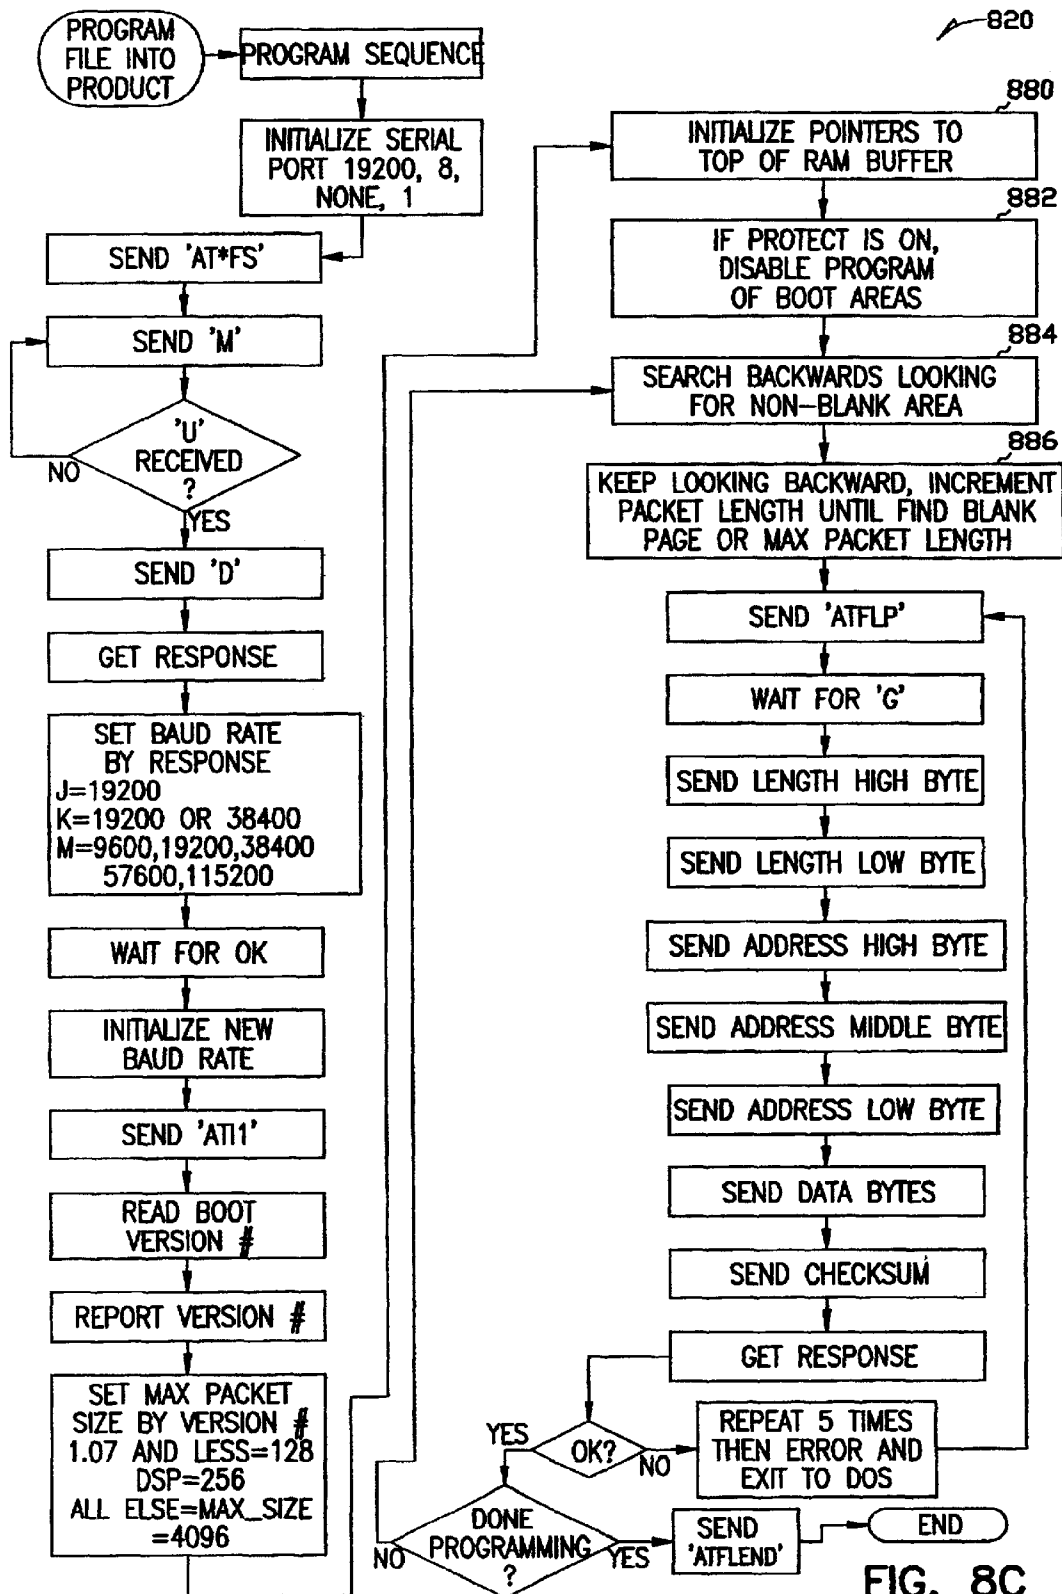 820
PROGRAM
FILE INTO
PRODUCT
PROGRAM SEQUENCE
INITIALIZE SERIAL
PORT 19200, 8,
NONE, 1
SEND 'AT*FS'
SEND 'M'
'U'
RECEIVED
?
NO
YES
SEND 'D'
GET RESPONSE
SET BAUD RATE
BY RESPONSE
J=19200
K=19200 OR 38400
M=9600,19200,38400
57600,115200
WAIT FOR OK
INITIALIZE NEW
BAUD RATE
SEND 'ATI1'
READ BOOT
VERSION #
REPORT VERSION #
SET MAX PACKET
SIZE BY VERSION #
1.07 AND LESS=128
DSP=256
ALL ELSE=MAX_SIZE
=4096
880
INITIALIZE POINTERS TO
TOP OF RAM BUFFER
882
IF PROTECT IS ON,
DISABLE PROGRAM
OF BOOT AREAS
884
SEARCH BACKWARDS LOOKING
FOR NON-BLANK AREA
886
KEEP LOOKING BACKWARD, INCREMENT
PACKET LENGTH UNTIL FIND BLANK
PAGE OR MAX PACKET LENGTH
SEND 'ATFLP'
WAIT FOR 'G'
SEND LENGTH HIGH BYTE
SEND LENGTH LOW BYTE
SEND ADDRESS HIGH BYTE
SEND ADDRESS MIDDLE BYTE
SEND ADDRESS LOW BYTE
SEND DATA BYTES
SEND CHECKSUM
GET RESPONSE
OK?
YES
NO
REPEAT 5 TIMES
THEN ERROR AND
EXIT TO DOS
DONE
PROGRAMMING
?
NO
YES
SEND
'ATFLEND'
END
FIG. 8C